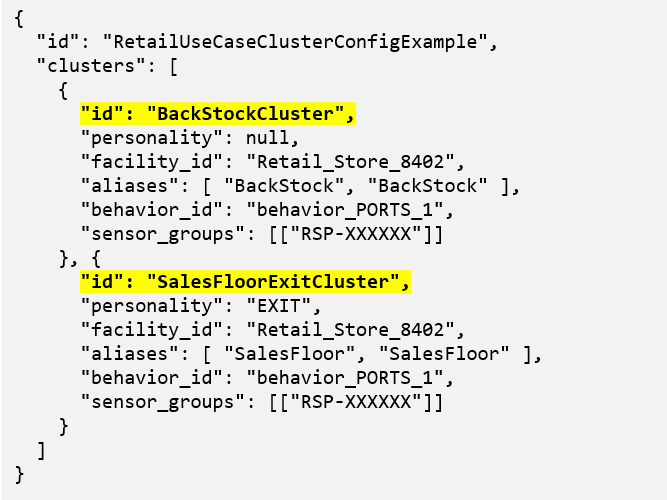 {
  "id": "RetailUseCaseClusterConfigExample",
  "clusters": [
    {
      "id": "BackStockCluster",
      "personality": null,
      "facility_id": "Retail_Store_8402",
      "aliases": [ "BackStock", "BackStock" ],
      "behavior_id": "behavior_PORTS_1",
      "sensor_groups": [["RSP-XXXXXX"]]
    }, {
      "id": "SalesFloorExitCluster",
      "personality": "EXIT",
      "facility_id": "Retail_Store_8402",
      "aliases": [ "SalesFloor", "SalesFloor" ],
      "behavior_id": "behavior_PORTS_1",
      "sensor_groups": [["RSP-XXXXXX"]]
    }
  ]
}